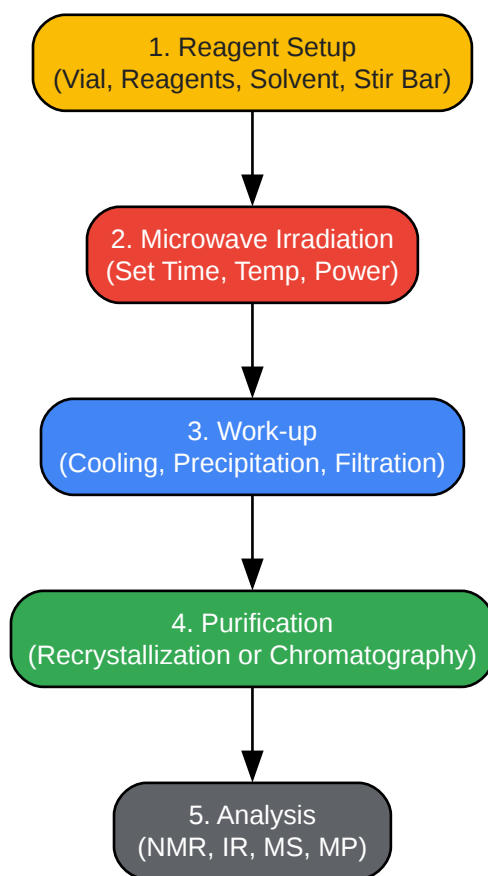 1. Reagent Setup
(Vial, Reagents, Solvent, Stir Bar)
2. Microwave Irradiation
(Set Time, Temp, Power)
3. Work-up
(Cooling, Precipitation, Filtration)
4. Purification
(Recrystallization or Chromatography)
5. Analysis
(NMR, IR, MS, MP)